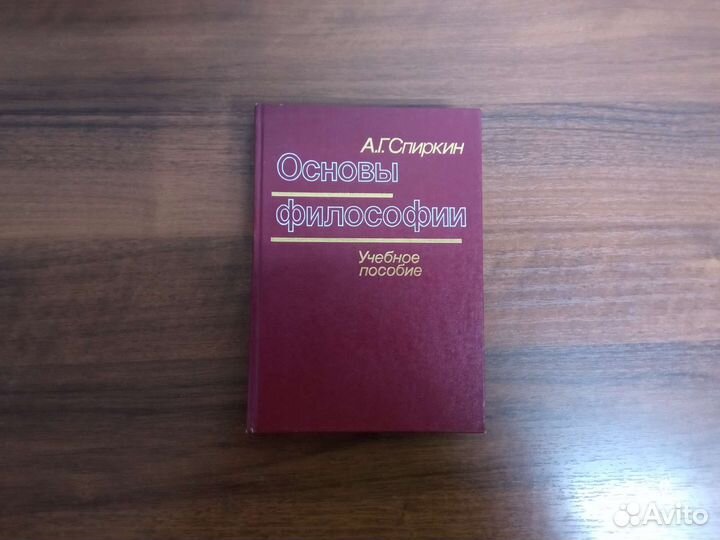 А.Г.Спиркин
Основы
философии
Учебное
пособие
Avito